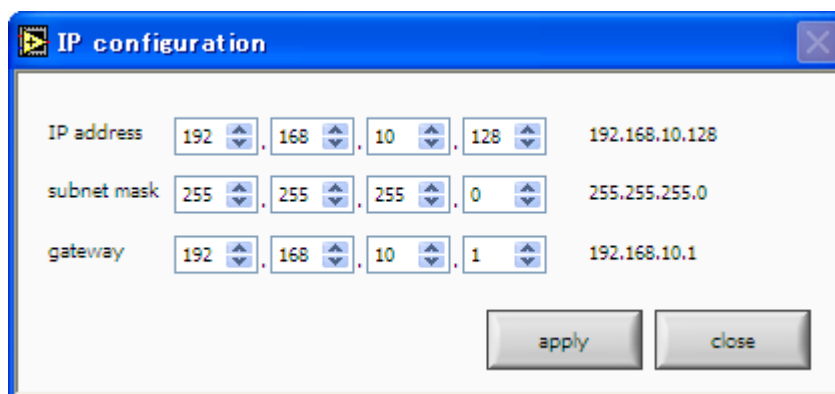 IP configuration
IP address 192 . 168 . 10 . 128 192.168.10.128
subnet mask 255 . 255 . 255 . 0 255.255.255.0
gateway 192 . 168 . 10 . 1 192.168.10.1
apply close